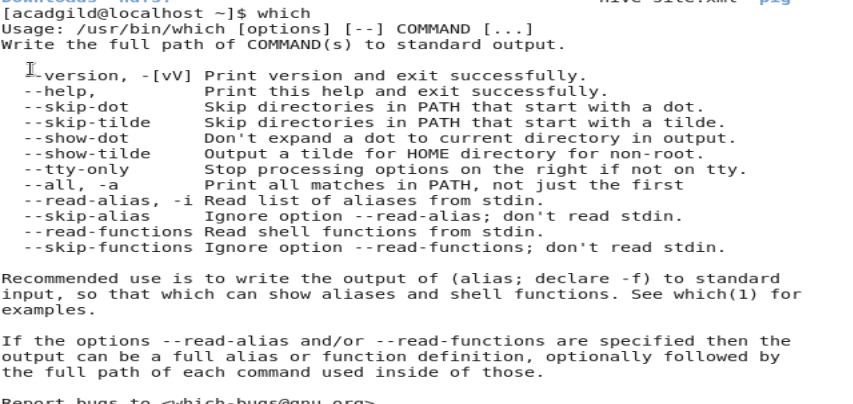 [acadgild@localhost ~]$ which
Usage: /usr/bin/which [options] [--] COMMAND [...]
Write the full path of COMMAND(s) to standard output.
--version, -[vV] Print version and exit successfully.
--help, Print this help and exit successfully.
--skip-dot Skip directories in PATH that start with a dot.
--skip-tilde Skip directories in PATH that start with a tilde.
--show-dot Don't expand a dot to current directory in output.
--show-tilde Output a tilde for HOME directory for non-root.
--tty-only Stop processing options on the right if not on tty.
--all, -a Print all matches in PATH, not just the first
--read-alias, -i Read list of aliases from stdin.
--skip-alias Ignore option --read-alias; don't read stdin.
--read-functions Read shell functions from stdin.
--skip-functions Ignore option --read-functions; don't read stdin.
Recommended use is to write the output of (alias; declare -f) to standard
input, so that which can show aliases and shell functions. See which(1) for
examples.
If the options --read-alias and/or --read-functions are specified then the
output can be a full alias or function definition, optionally followed by
the full path of each command used inside of those.
Report bugs to <which-bugs@gnu.org>.